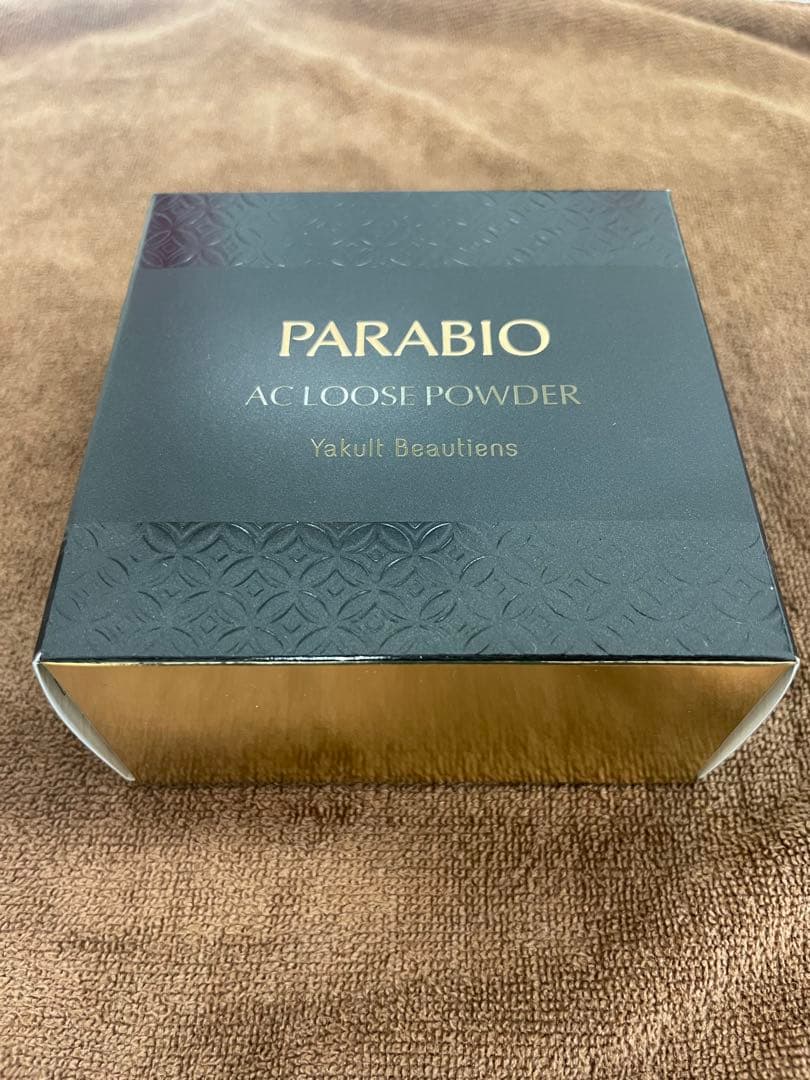 PARABIO
AC LOOSE POWDER
Yakult Beautiens